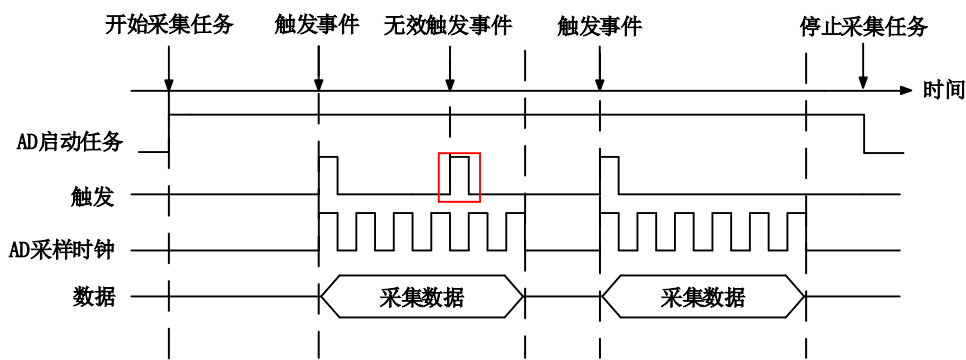 开始采集任务 触发事件 无效触发事件 触发事件 停止采集任务
时间
AD启动任务
触发
AD采样时钟
数据 采集数据 采集数据